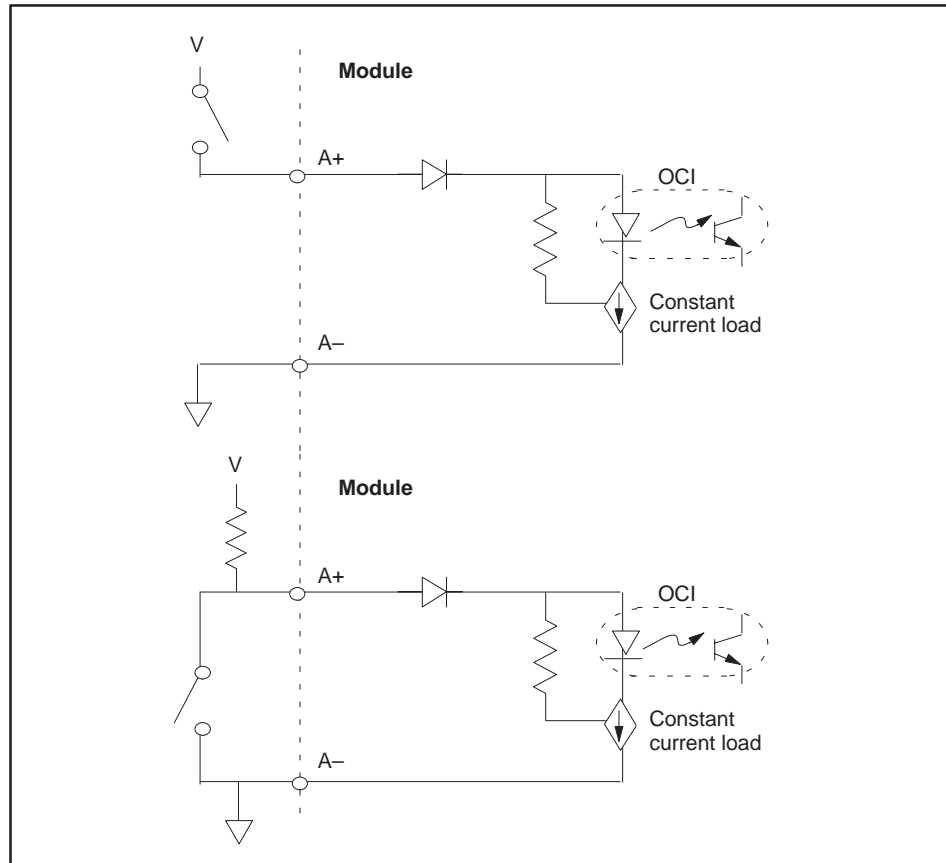 V
Module
A+
OCI
Constant
current load
A–
V
Module
A+
OCI
Constant
current load
A–